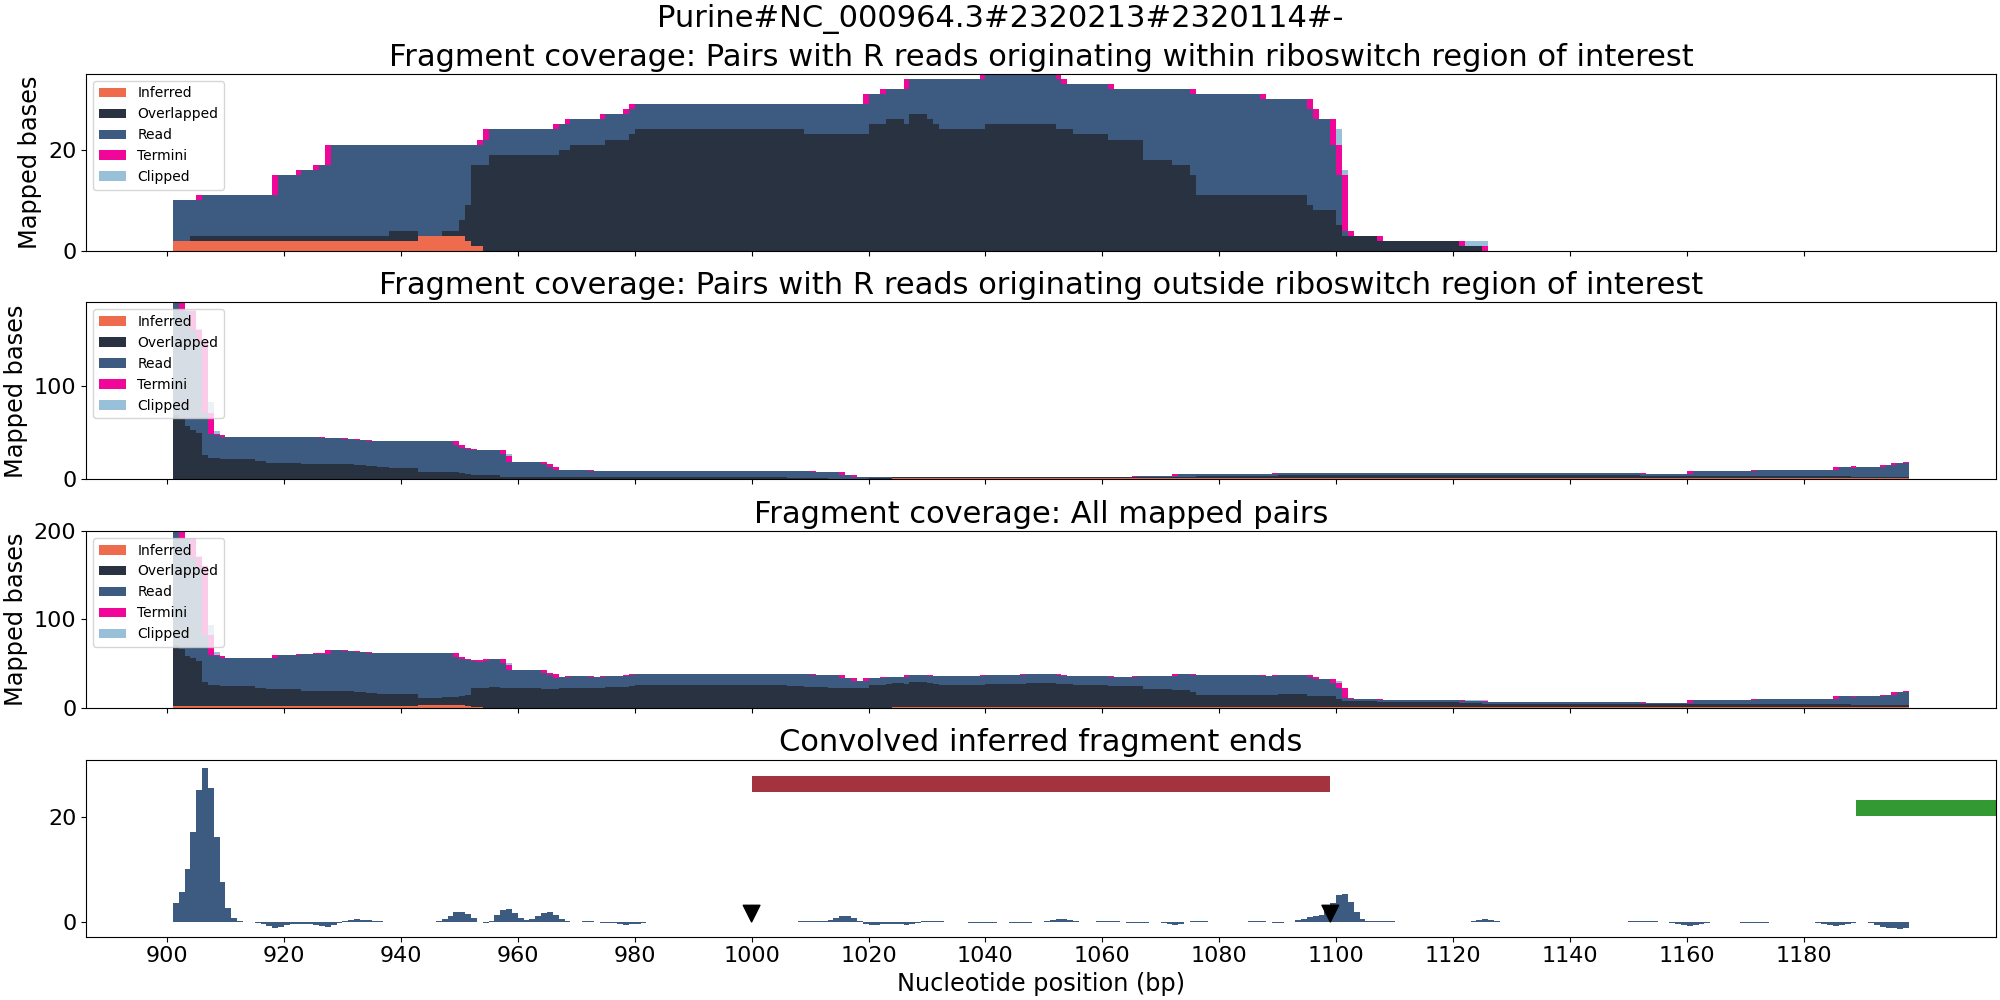 Purine#NC_000964.3#2320213#2320114#-
Fragment coverage: Pairs with R reads originating within riboswitch region of interest
Mapped bases
20
0
Inferred
Overlapped
Read
Termini
Clipped
Fragment coverage: Pairs with R reads originating outside riboswitch region of interest
Mapped bases
100
0
Inferred
Overlapped
Read
Termini
Clipped
Fragment coverage: All mapped pairs
Mapped bases
200
100
0
Inferred
Overlapped
Read
Termini
Clipped
Convolved inferred fragment ends
20
0
900 920 940 960 980 1000 1020 1040 1060 1080 1100 1120 1140 1160 1180
Nucleotide position (bp)